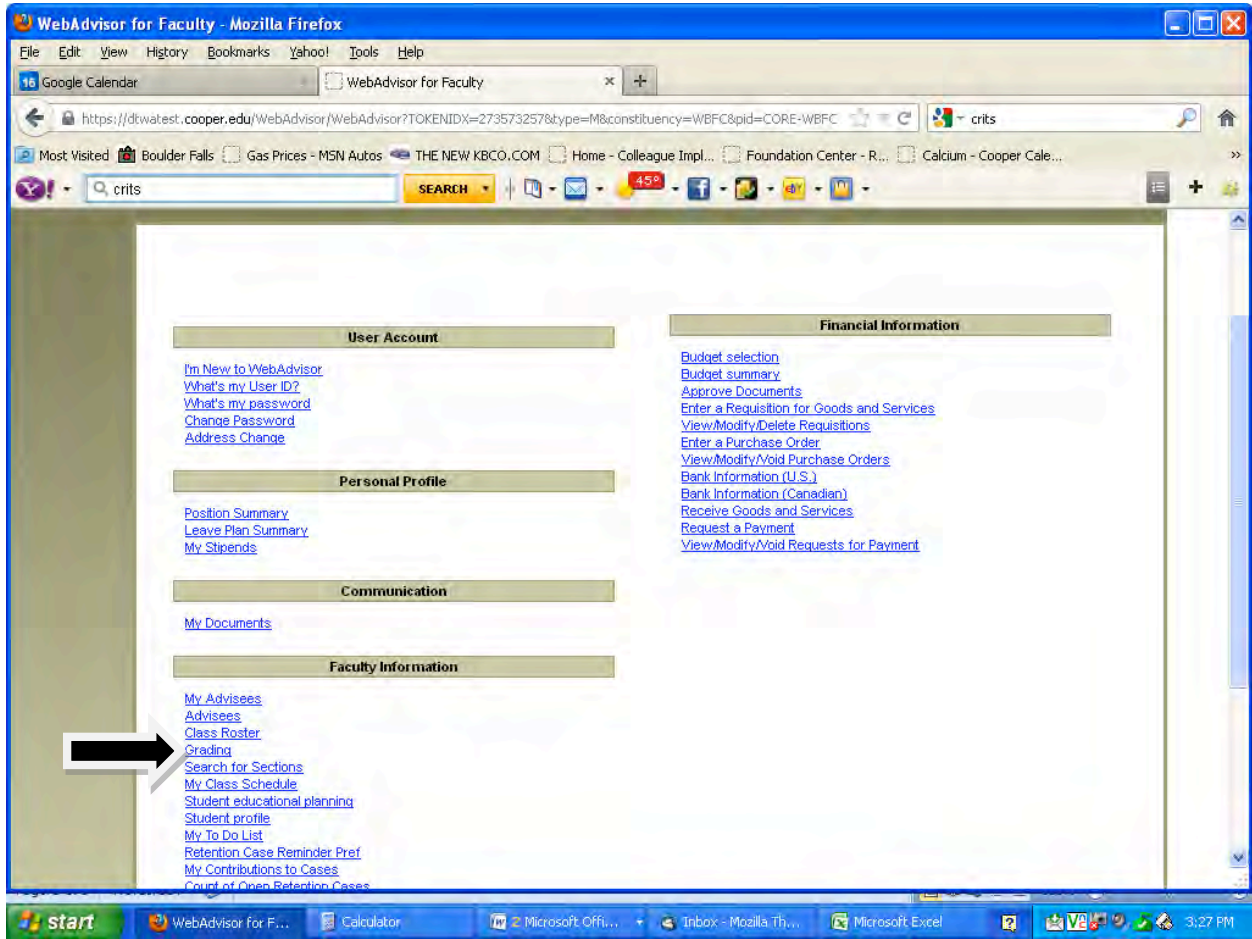 WebAdvisor for Faculty - Mozilla Firefox
File Edit View History Bookmarks Yahoo! Tools Help
16 Google Calendar WebAdvisor for Faculty
https://dtwatest.cooper.edu/WebAdvisor/WebAdvisor?TOKENIDX=273573257&type=M&constituency=WBFC&pid=CORE-WBFC crits
Most Visited Boulder Falls Gas Prices - MSN Autos THE NEW KBCO.COM Home - Colleague Impl... Foundation Center - R... Calcium - Cooper Cale... »
Y! crits SEARCH 45° ebY
User Account
I'm New to WebAdvisor
What's my User ID?
What's my password
Change Password
Address Change
Personal Profile
Position Summary
Leave Plan Summary
My Stipends
Communication
My Documents
Faculty Information
My Advisees
Advisees
Class Roster
Grading
Search for Sections
My Class Schedule
Student educational planning
Student profile
My To Do List
Retention Case Reminder Pref
My Contributions to Cases
Count of Open Retention Cases
Financial Information
Budget selection
Budget summary
Approve Documents
Enter a Requisition for Goods and Services
View/Modify/Delete Requisitions
Enter a Purchase Order
View/Modify/Void Purchase Orders
Bank Information (U.S.)
Bank Information (Canadian)
Receive Goods and Services
Request a Payment
View/Modify/Void Requests for Payment
start WebAdvisor for F... Calculator 2 Microsoft Offi... Inbox - Mozilla Th... Microsoft Excel 3:27 PM